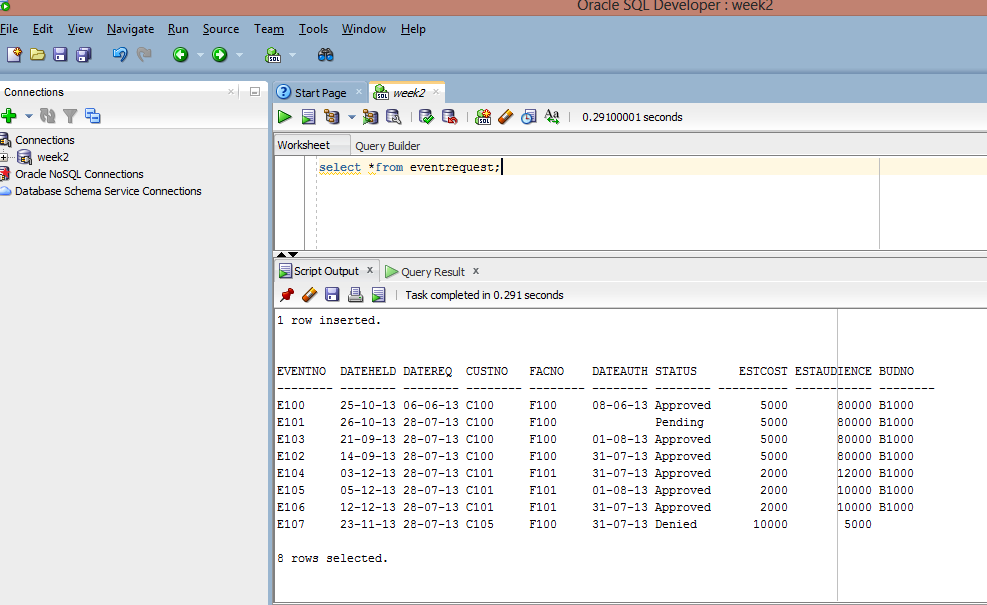 Oracle SQL Developer : week2
File Edit View Navigate Run Source Team Tools Window Help
Connections
Connections
week2
Oracle NoSQL Connections
Database Schema Service Connections
Start Page
week2
0.29100001 seconds
Worksheet Query Builder
select *from eventrequest;
Script Output Query Result
Task completed in 0.291 seconds
1 row inserted.
EVENTNO DATEHELD DATEREQ CUSTNO FACNO DATEAUTH STATUS ESTCOST ESTAUDIENCE BUDNO
-------- -------- -------- -------- -------- -------- -------- ---------- ----------- --------
E100 25-10-13 06-06-13 C100 F100 08-06-13 Approved 5000 80000 B1000
E101 26-10-13 28-07-13 C100 F100 Pending 5000 80000 B1000
E103 21-09-13 28-07-13 C100 F100 01-08-13 Approved 5000 80000 B1000
E102 14-09-13 28-07-13 C100 F100 31-07-13 Approved 5000 80000 B1000
E104 03-12-13 28-07-13 C101 F101 31-07-13 Approved 2000 12000 B1000
E105 05-12-13 28-07-13 C101 F101 01-08-13 Approved 2000 10000 B1000
E106 12-12-13 28-07-13 C101 F101 31-07-13 Approved 2000 10000 B1000
E107 23-11-13 28-07-13 C105 F100 31-07-13 Denied 10000 5000
8 rows selected.